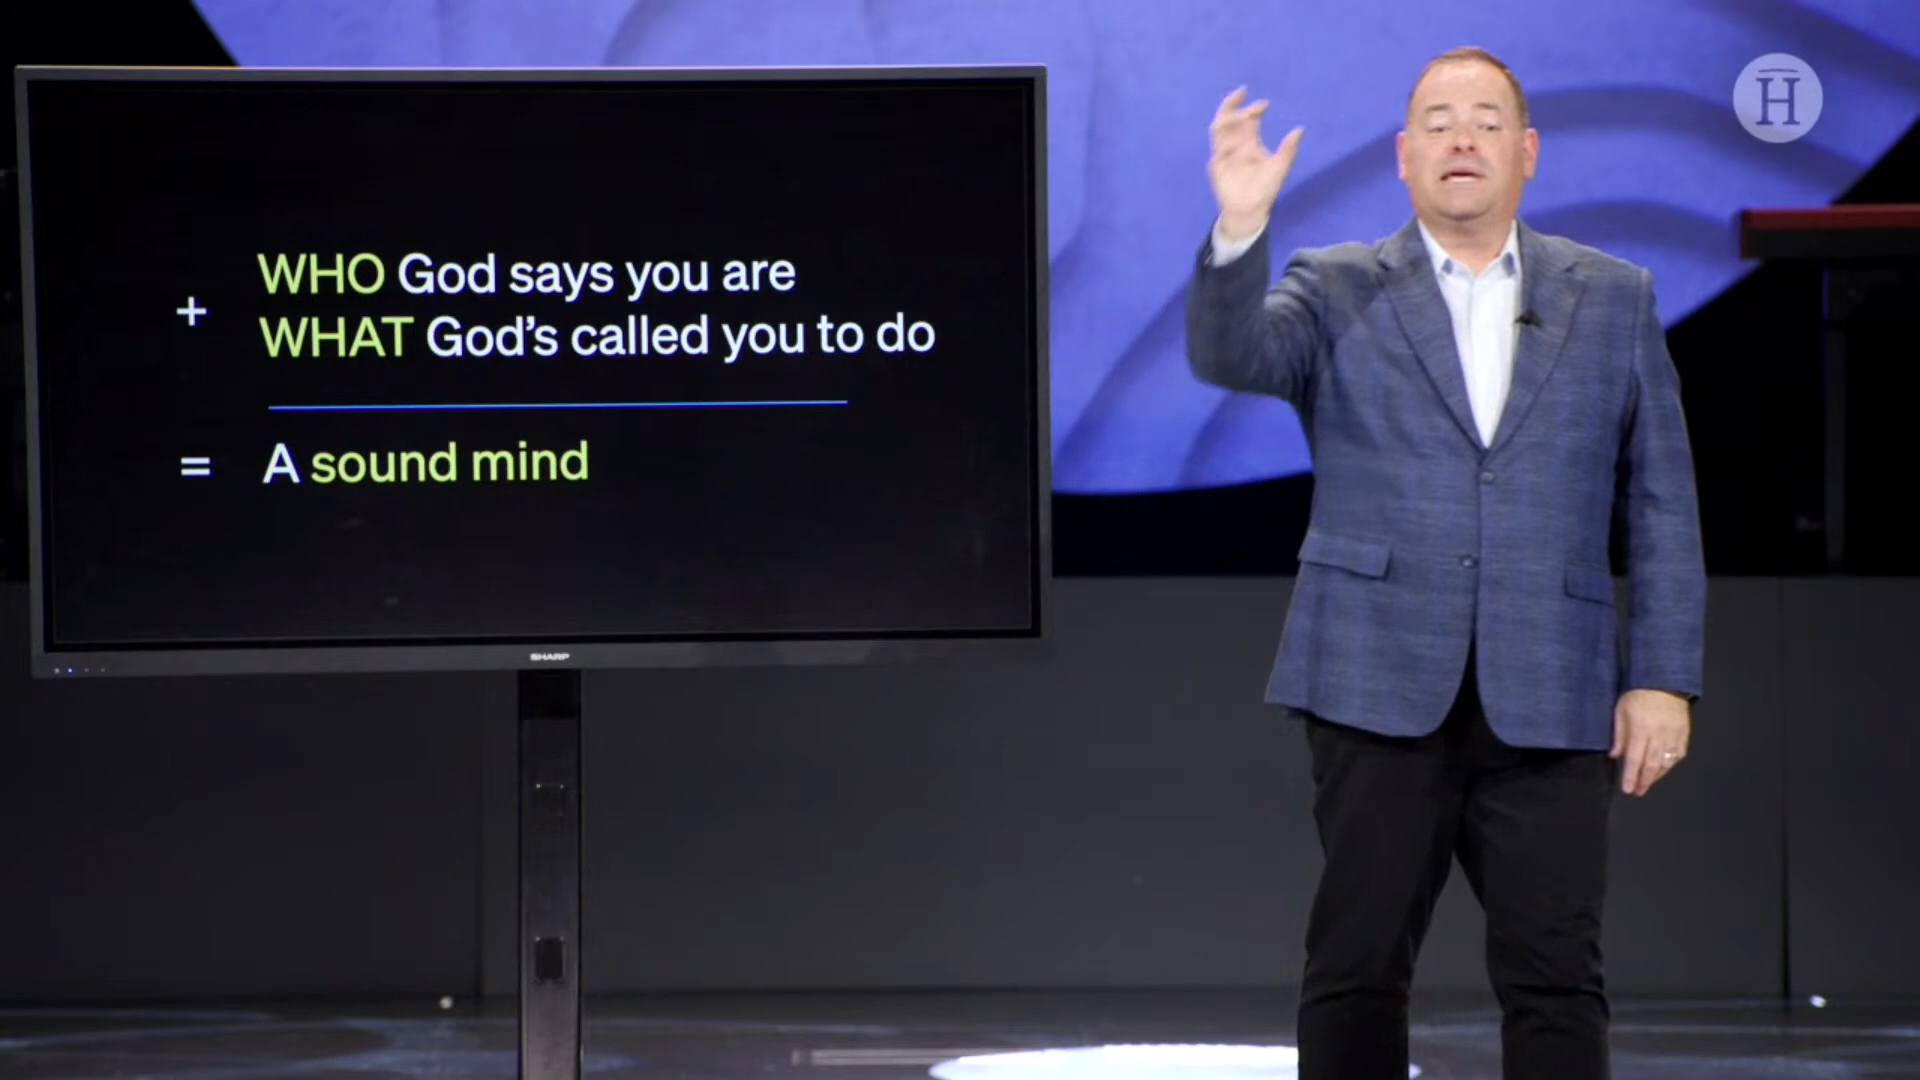 H
WHO God says you are
+
WHAT God's called you to do
= A sound mind
SHARP